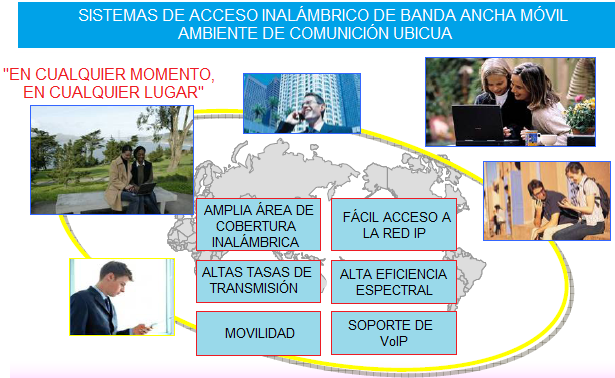 SISTEMAS DE ACCESO INALÁMBRICO DE BANDA ANCHA MÓVIL
AMBIENTE DE COMUNICIÓN UBICUA
"EN CUALQUIER MOMENTO,
EN CUALQUIER LUGAR"
AMPLIA ÁREA DE
COBERTURA
INALÁMBRICA
FÁCIL ACCESO A
LA RED IP
ALTAS TASAS DE
TRANSMISIÓN
ALTA EFICIENCIA
ESPECTRAL
MOVILIDAD
SOPORTE DE
VoIP